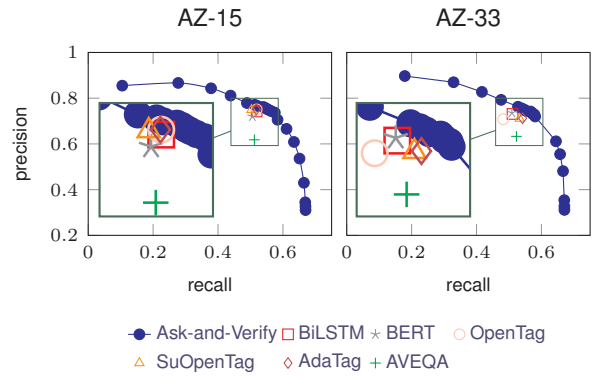 AZ-15 AZ-33
1
0.8
0.6
0.4
0.2
precision
0 0.2 0.4 0.6 0 0.2 0.4 0.6
recall recall
Ask-and-Verify BiLSTM BERT OpenTag
SuOpenTag AdaTag AVEQA